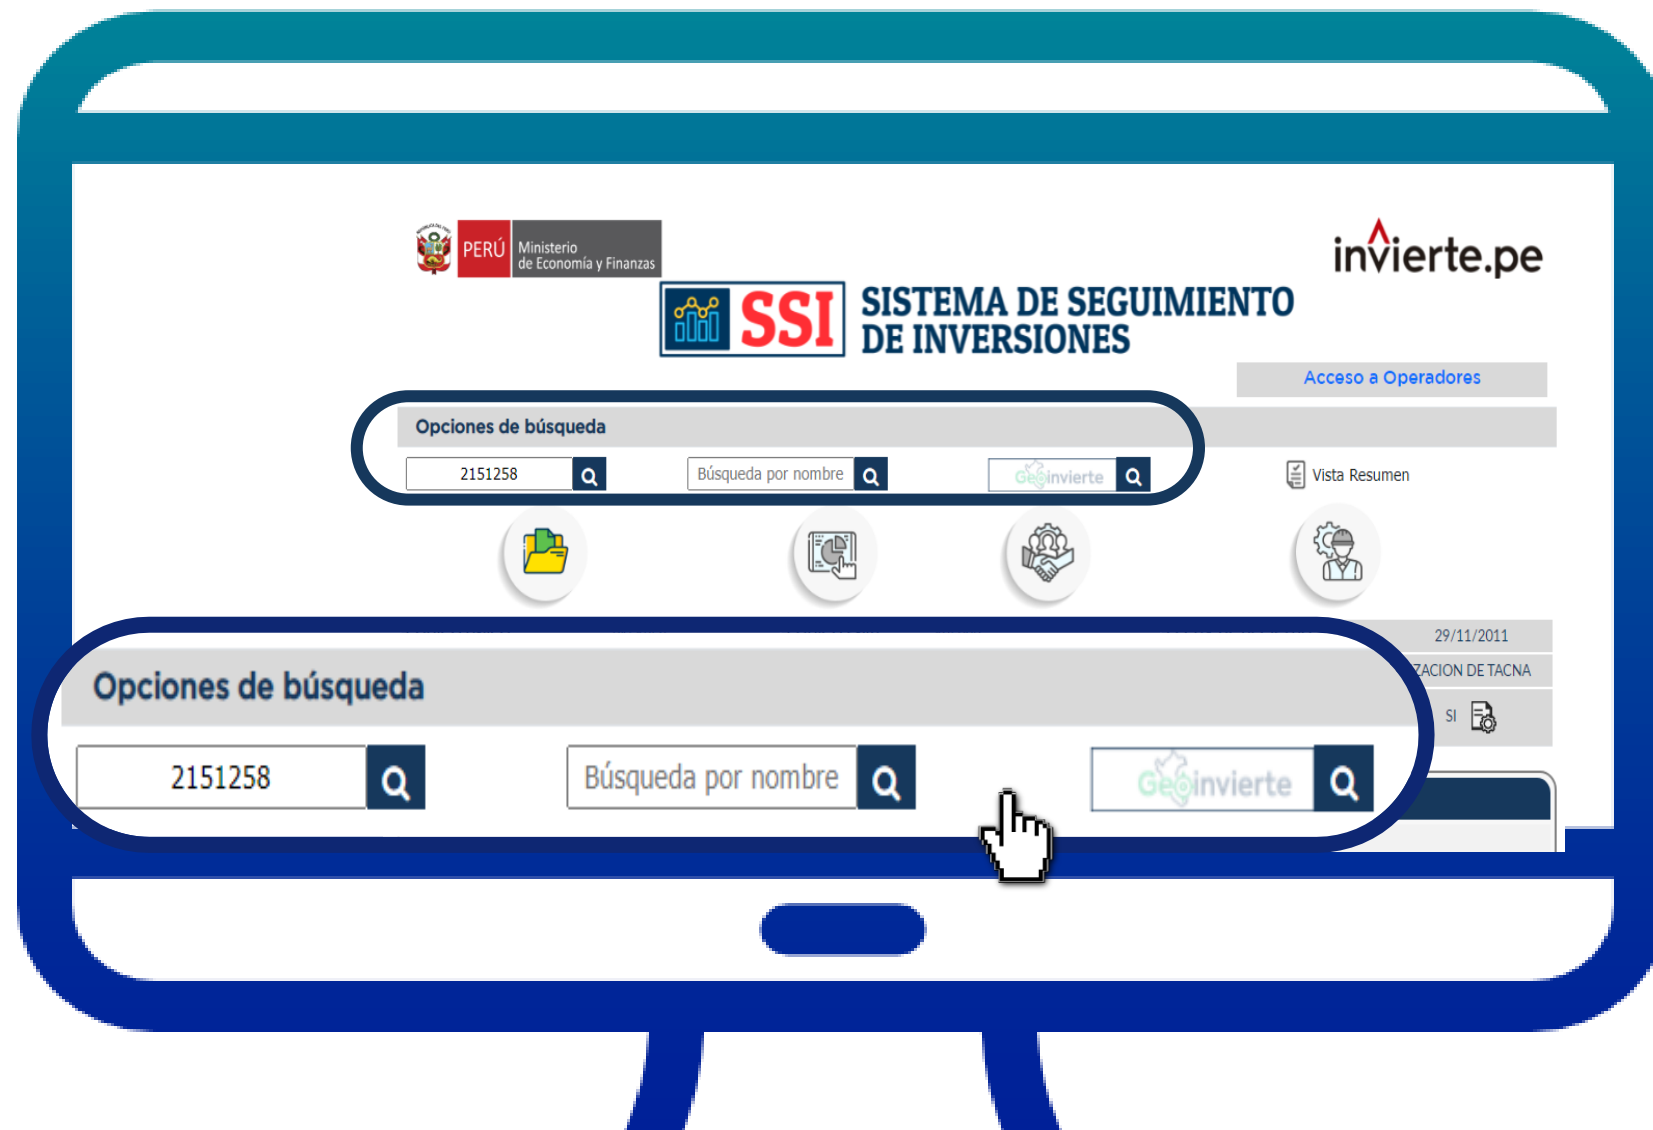 PERÚ
Ministerio
de Economía y Finanzas
invierte.pe
SSI
SISTEMA DE SEGUIMIENTO
DE INVERSIONES
Acceso a Operadores
Opciones de búsqueda
2151258
Búsqueda por nombre
Geoinvierte
Vista Resumen
29/11/2011
ZACION DE TACNA
SI
Opciones de búsqueda
2151258
Búsqueda por nombre
Geoinvierte